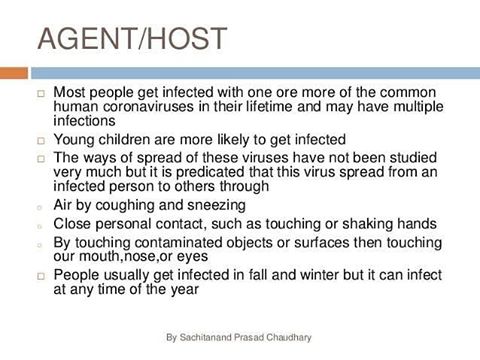 AGENT/HOST
Most people get infected with one ore more of the common
human coronaviruses in their lifetime and may have multiple
infections
Young children are more likely to get infected
The ways of spread of these viruses have not been studied
very much but it is predicated that this virus spread from an
infected person to others through
Air by coughing and sneezing
Close personal contact, such as touching or shaking hands
By touching contaminated objects or surfaces then touching
our mouth,nose,or eyes
People usually get infected in fall and winter but it can infect
at any time of the year
By Sachitanand Prasad Chaudhary